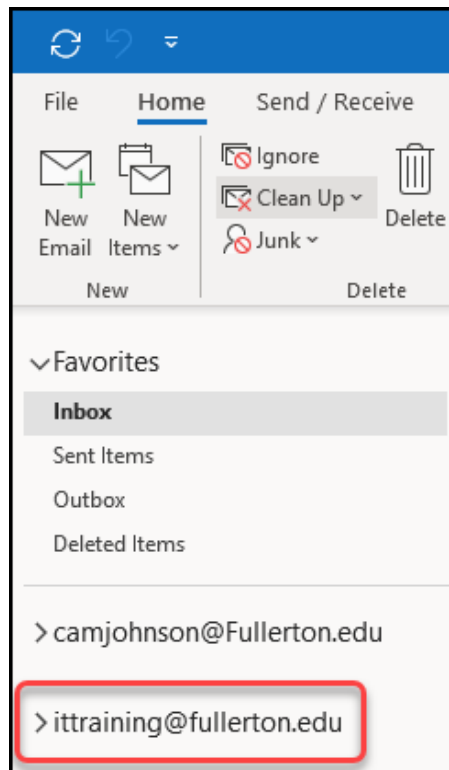 File Home Send / Receive
New Email
New Items
Ignore
Clean Up
Junk
Delete
New
Delete
Favorites
Inbox
Sent Items
Outbox
Deleted Items
camjohnson@Fullerton.edu
ittraining@fullerton.edu